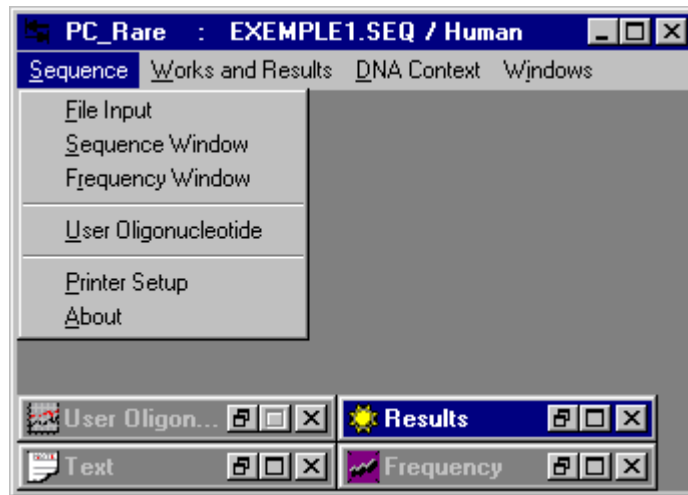 PC_Rare : EXEMPLE1.SEQ / Human
Sequence Works and Results DNA Context Windows
File Input
Sequence Window
Frequency Window
User Oligonucleotide
Printer Setup
About
User Oligon... Results
Text Frequency